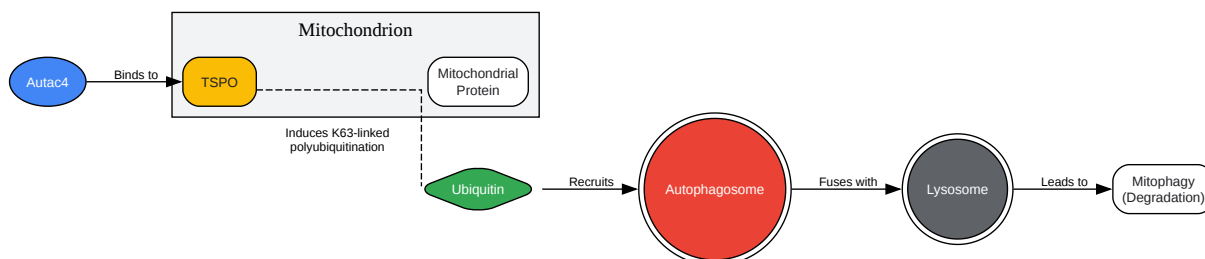 Mitochondrion
Autac4
Binds to
TSPO
Mitochondrial
Protein
Induces K63-linked
polyubiquitination
Ubiquitin
Recruits
Autophagosome
Fuses with
Lysosome
Leads to
Mitophagy
(Degradation)